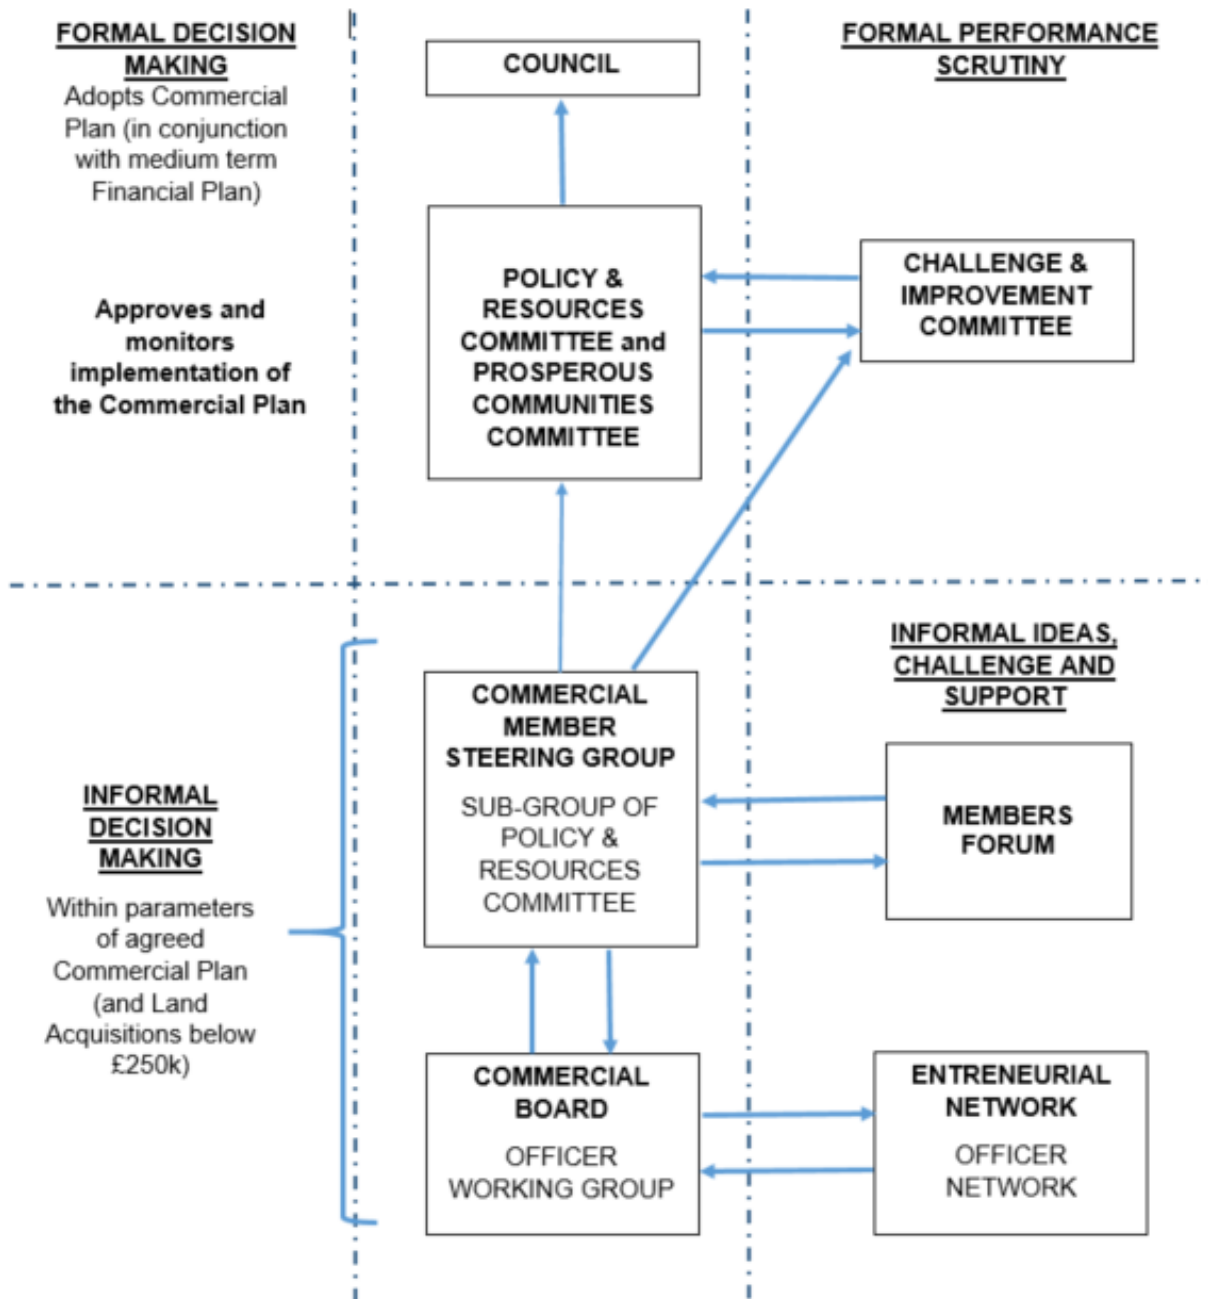 FORMAL DECISION
MAKING
Adopts Commercial
Plan (in conjunction
with medium term
Financial Plan)
Approves and
monitors
implementation of
the Commercial Plan
COUNCIL
POLICY &
RESOURCES
COMMITTEE and
PROSPEROUS
COMMUNITIES
COMMITTEE
FORMAL PERFORMANCE
SCRUTINY
CHALLENGE &
IMPROVEMENT
COMMITTEE
INFORMAL
DECISION
MAKING
Within parameters
of agreed
Commercial Plan
(and Land
Acquisitions below
£250k)
COMMERCIAL
MEMBER
STEERING GROUP
SUB-GROUP OF
POLICY &
RESOURCES
COMMITTEE
COMMERCIAL
BOARD
OFFICER
WORKING GROUP
INFORMAL IDEAS,
CHALLENGE AND
SUPPORT
MEMBERS
FORUM
ENTRENEURIAL
NETWORK
OFFICER
NETWORK